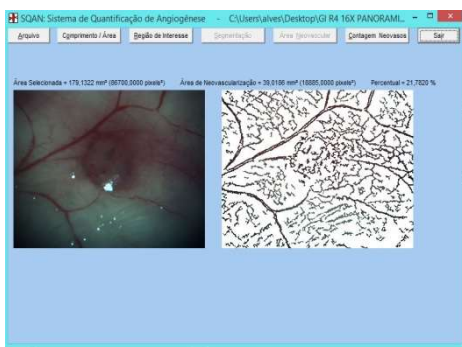 SQAN: Sistema de Quantificação de Angiogênese - C:\Users\alves\Desktop\GI R4 16X PANORAMI...
Arquivo Comprimento / Área Região de Interesse Segmentação Área Neovascular Contagem Neovasos Sair
Área Selecionada = 179,1322 mm² (86700,0000 pixels²) Área de Neovascularização = 39,0186 mm² (18885,0000 pixels²) Percentual = 21,7820 %